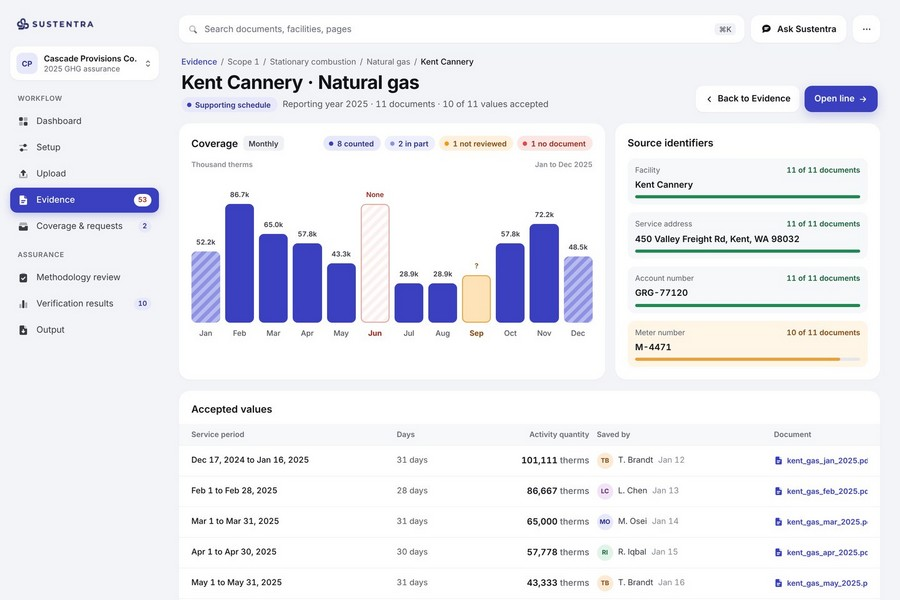 SUSTENTRA
CP
Cascade Provisions Co.
2025 GHG assurance
WORKFLOW
Dashboard
Setup
Upload
Evidence 53
Coverage & requests 2
ASSURANCE
Methodology review
Verification results 10
Output
Search documents, facilities, pages
⌘K
Ask Sustentra
...
Evidence / Scope 1 / Stationary combustion / Natural gas / Kent Cannery
Kent Cannery · Natural gas
Supporting schedule Reporting year 2025 · 11 documents · 10 of 11 values accepted
Back to Evidence
Open line →
Coverage Monthly
8 counted 2 in part 1 not reviewed 1 no document
Thousand therms Jan to Dec 2025
52.2k 86.7k 65.0k 57.8k 43.3k None 28.9k 28.9k ? 57.8k 72.2k 48.5k
Jan Feb Mar Apr May Jun Jul Aug Sep Oct Nov Dec
Source identifiers
Facility 11 of 11 documents
Kent Cannery
Service address 11 of 11 documents
450 Valley Freight Rd, Kent, WA 98032
Account number 11 of 11 documents
GRG-77120
Meter number 10 of 11 documents
M-4471
Accepted values
Service period Days Activity quantity Saved by Document
Dec 17, 2024 to Jan 16, 2025 31 days 101,111 therms TB T. Brandt Jan 12 kent_gas_jan_2025.pd
Feb 1 to Feb 28, 2025 28 days 86,667 therms LC L. Chen Jan 13 kent_gas_feb_2025.pd
Mar 1 to Mar 31, 2025 31 days 65,000 therms MO M. Osei Jan 14 kent_gas_mar_2025.p
Apr 1 to Apr 30, 2025 30 days 57,778 therms RI R. Iqbal Jan 15 kent_gas_apr_2025.pd
May 1 to May 31, 2025 31 days 43,333 therms TB T. Brandt Jan 16 kent_gas_may_2025.p